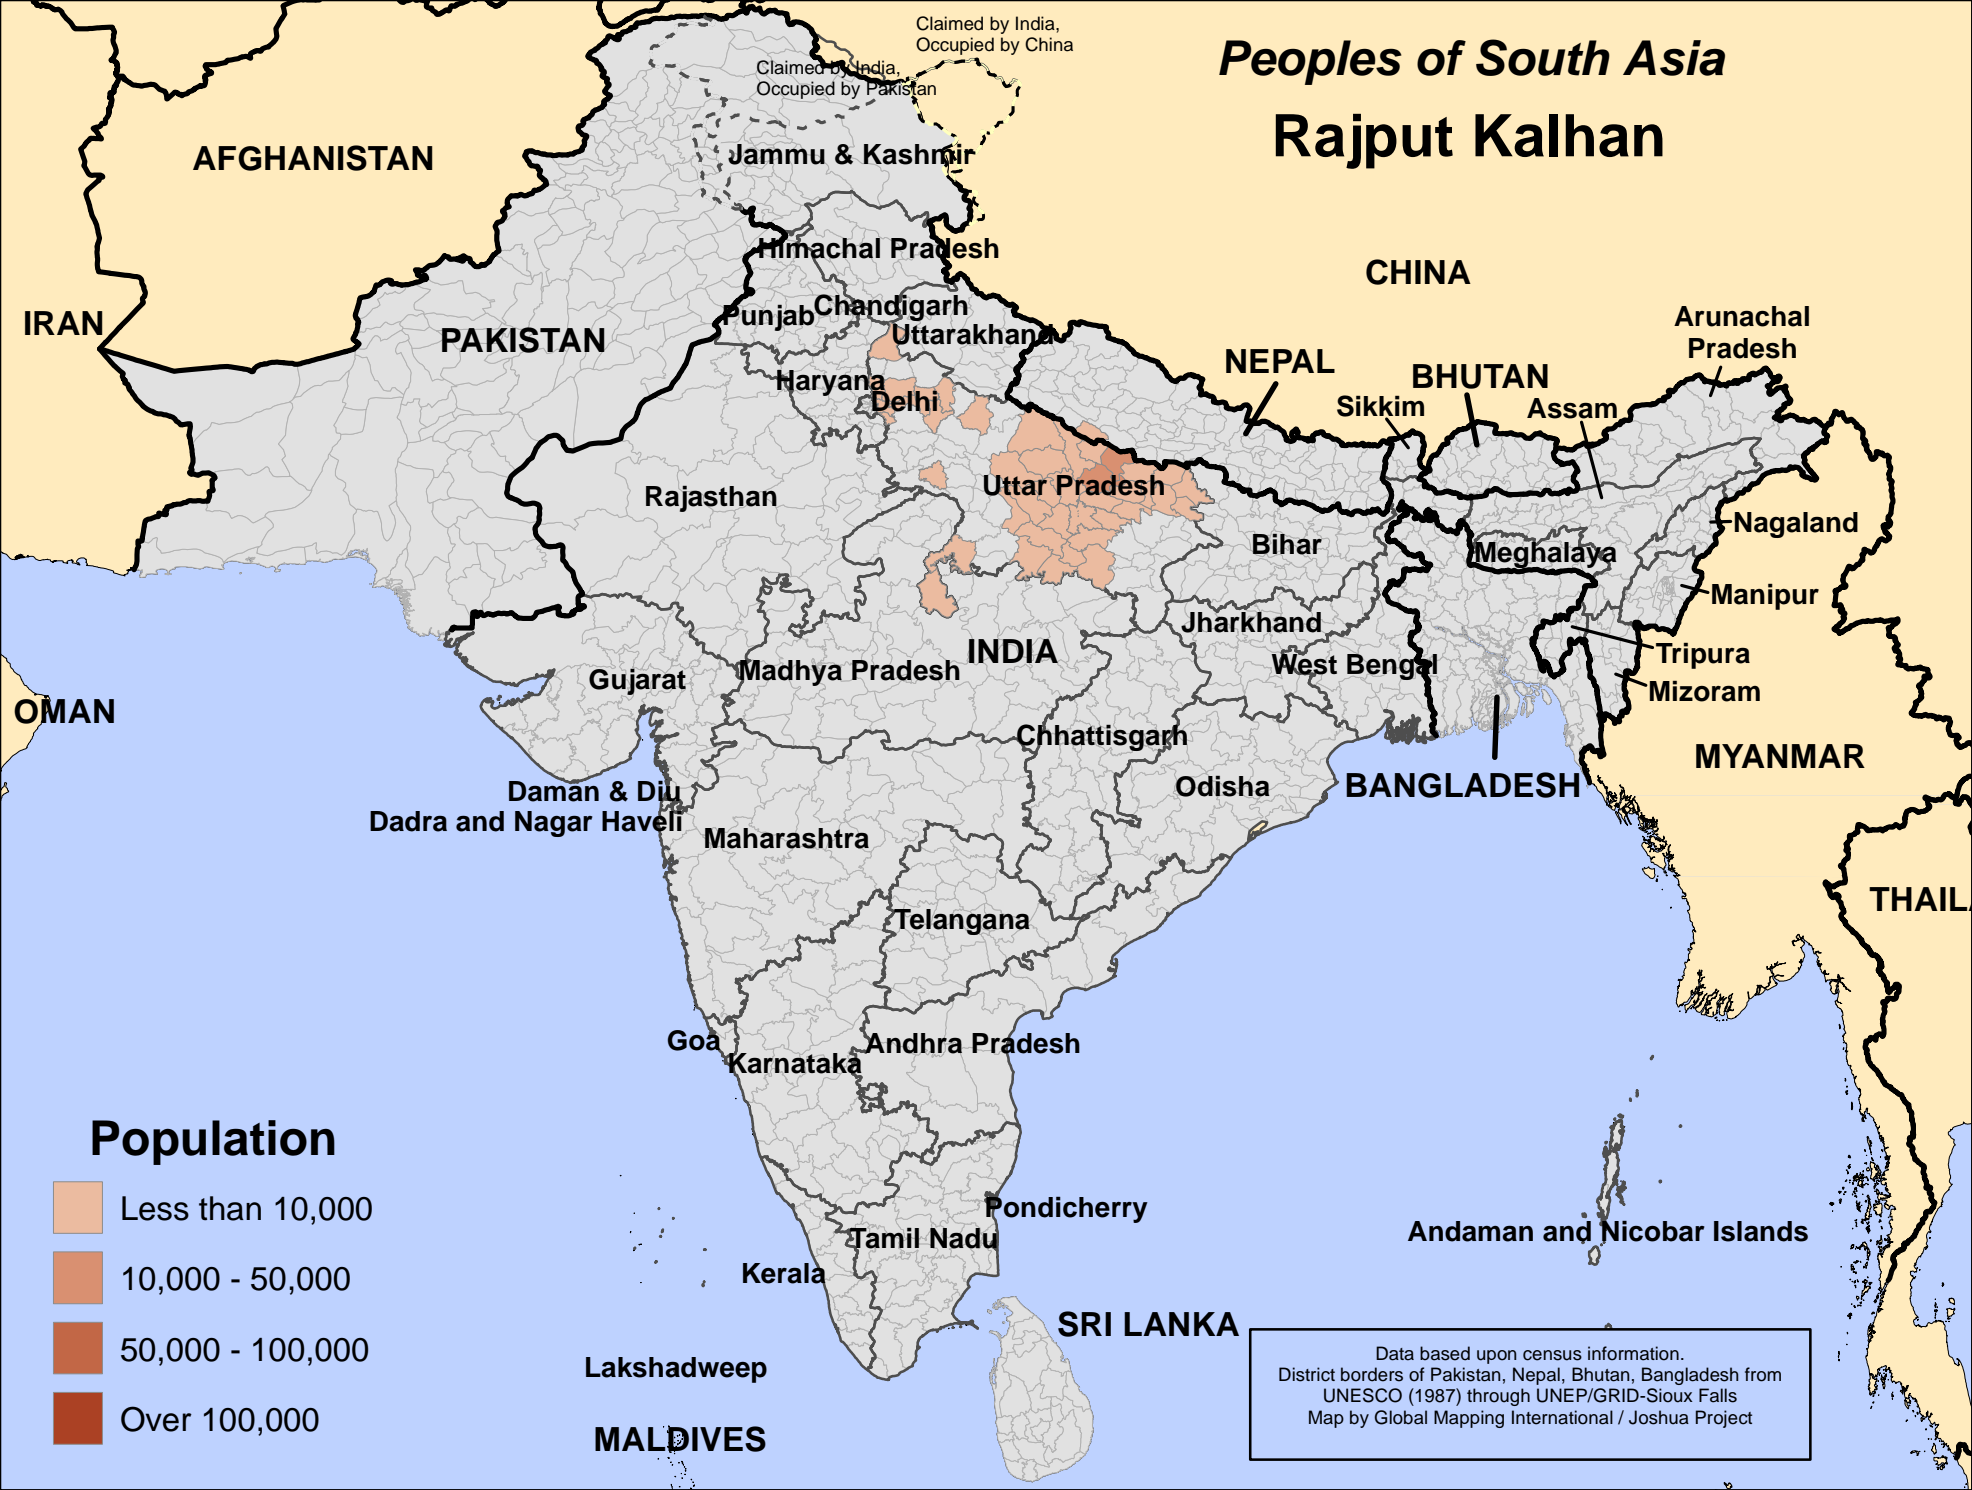 Claimed by India,
Occupied by China
Peoples of South Asia
Rajput Kalhan
Claimed by India,
Occupied by Pakistan
AFGHANISTAN
Jammu & Kashmir
Himachal Pradesh
CHINA
IRAN
PAKISTAN
Punjab
Chandigarh
Uttarakhand
Arunachal
Pradesh
NEPAL
BHUTAN
Haryana
Delhi
Sikkim
Assam
Rajasthan
Uttar Pradesh
Nagaland
Bihar
Meghalaya
Manipur
Jharkhand
INDIA
Tripura
West Bengal
Gujarat
Madhya Pradesh
Mizoram
OMAN
Chhattisgarh
MYANMAR
Odisha
BANGLADESH
Daman & Diu
Dadra and Nagar Haveli
Maharashtra
THAIL
Telangana
Goa
Karnataka
Andhra Pradesh
Population
Less than 10,000
10,000 - 50,000
50,000 - 100,000
Over 100,000
Pondicherry
Tamil Nadu
Andaman and Nicobar Islands
Kerala
SRI LANKA
Lakshadweep
MALDIVES
Data based upon census information.
District borders of Pakistan, Nepal, Bhutan, Bangladesh from
UNESCO (1987) through UNEP/GRID-Sioux Falls
Map by Global Mapping International / Joshua Project